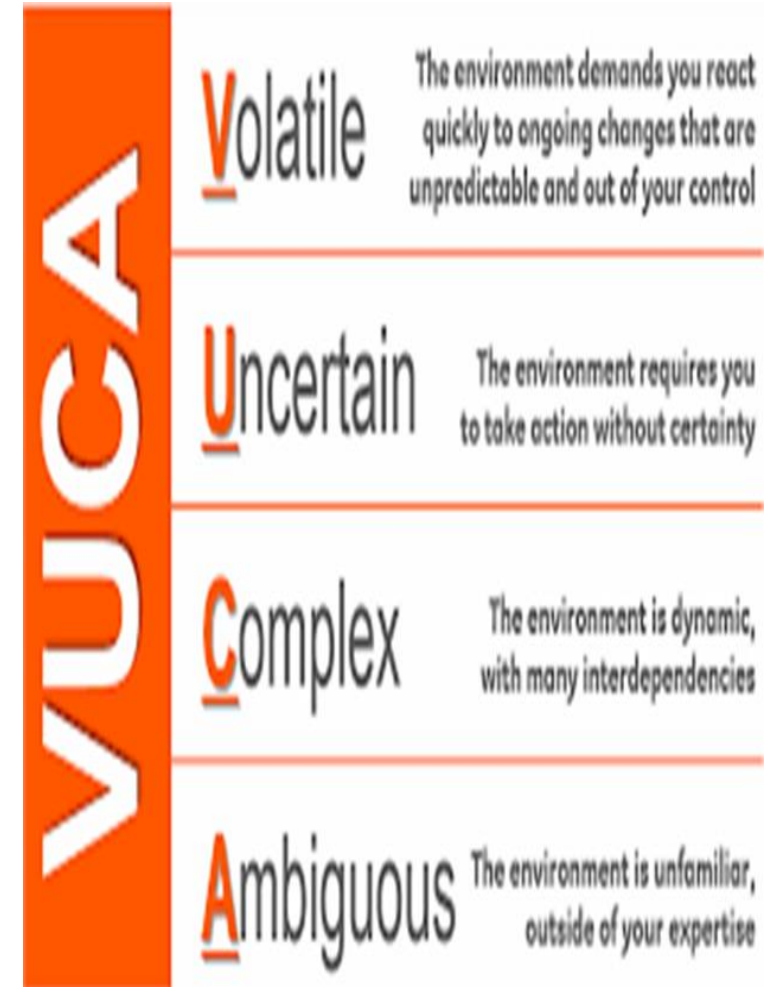 VUCA
Volatile
The environment demands you react
quickly to ongoing changes that are
unpredictable and out of your control
Uncertain
The environment requires you
to take action without certainty
Complex
The environment is dynamic,
with many interdependencies
Ambiguous
The environment is unfamiliar,
outside of your expertise